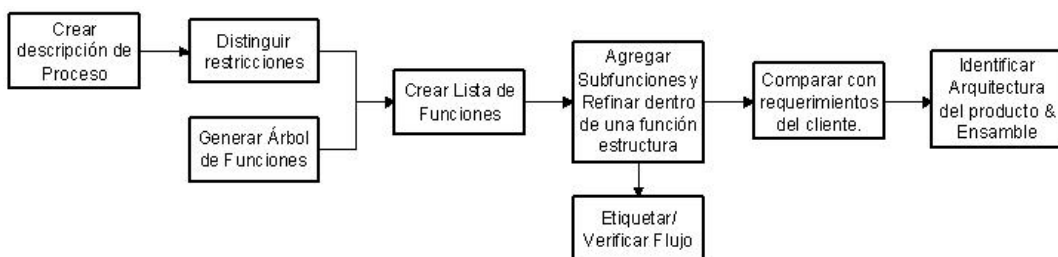 Crear
descripción de
Proceso
Distinguir
restricciones
Generar Árbol
de Funciones
Crear Lista de
Funciones
Agregar
Subfunciones y
Refinar dentro
de una función
estructura
Etiquetar/
Verificar Flujo
Comparar con
requerimientos
del cliente.
Identificar
Arquitectura
del producto &
Ensamble